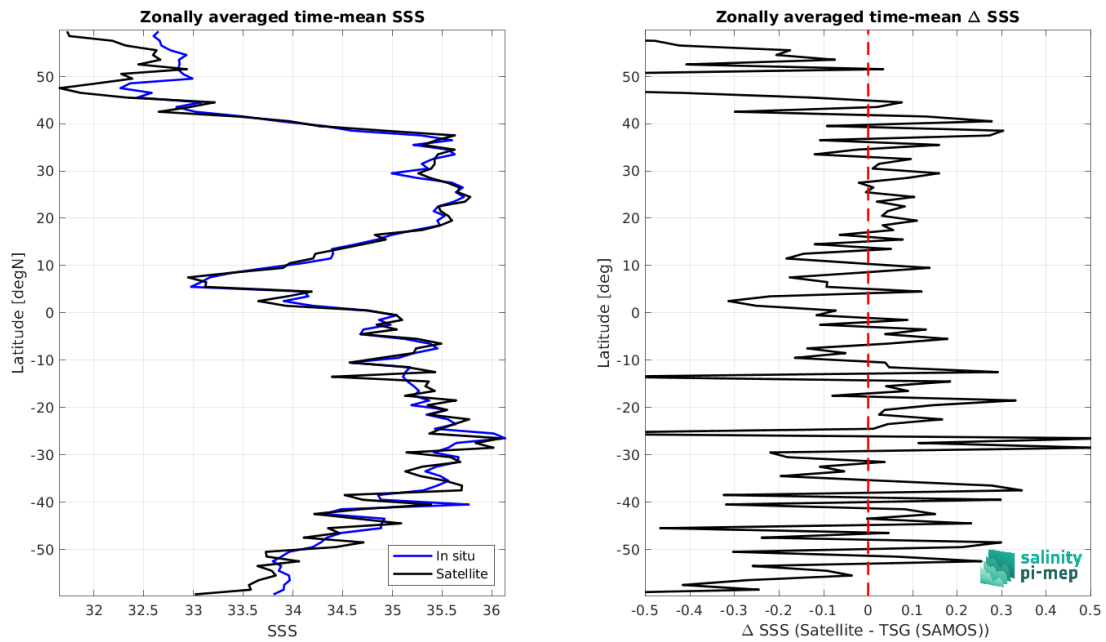 Zonally averaged time-mean SSS
Latitude [degN]
50
40
30
20
10
0
-10
-20
-30
-40
-50
32 32.5 33 33.5 34 34.5 35 35.5 36
SSS
In situ
Satellite
Zonally averaged time-mean Δ SSS
Latitude [deg]
50
40
30
20
10
0
-10
-20
-30
-40
-50
-0.5 -0.4 -0.3 -0.2 -0.1 0 0.1 0.2 0.3 0.4 0.5
Δ SSS (Satellite - TSG (SAMOS))
salinity
pi-mep